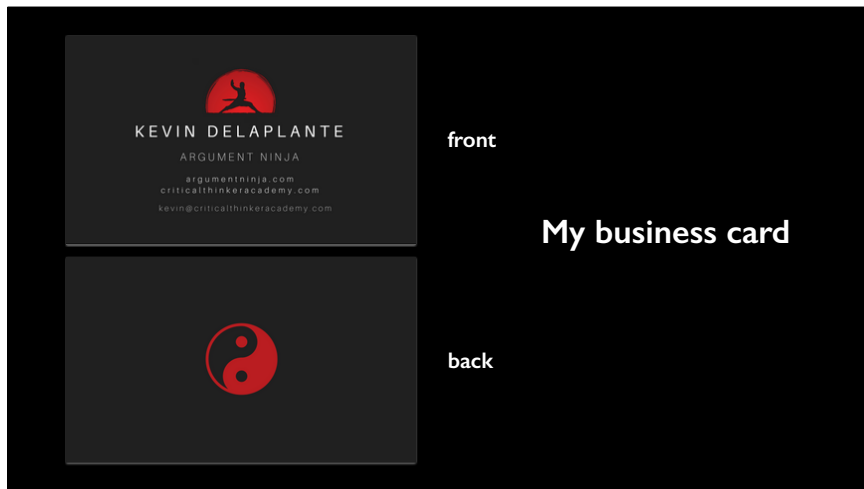 KEVIN DELAPLANTE
ARGUMENT NINJA
argumentninja.com
criticalthinkeracademy.com
kevin@criticalthinkeracademy.com
front
My business card
back